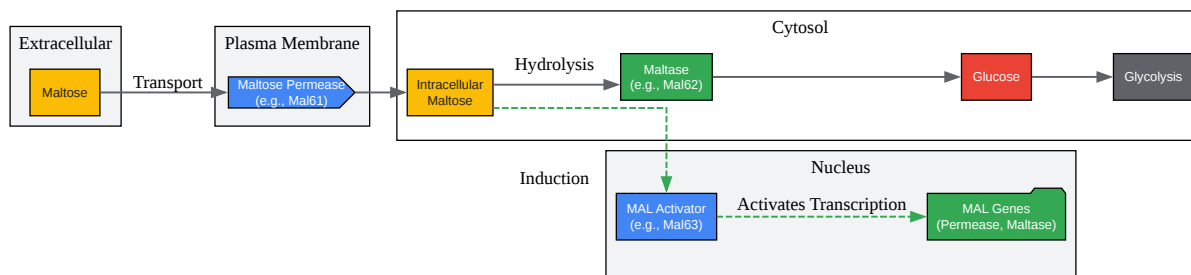 Extracellular
Maltose
Transport
Plasma Membrane
Maltose Permease
(e.g., Mal61)
Cytosol
Intracellular
Maltose
Hydrolysis
Maltase
(e.g., Mal62)
Glucose
Glycolysis
Induction
Nucleus
MAL Activator
(e.g., Mal63)
Activates Transcription
MAL Genes
(Permease, Maltase)